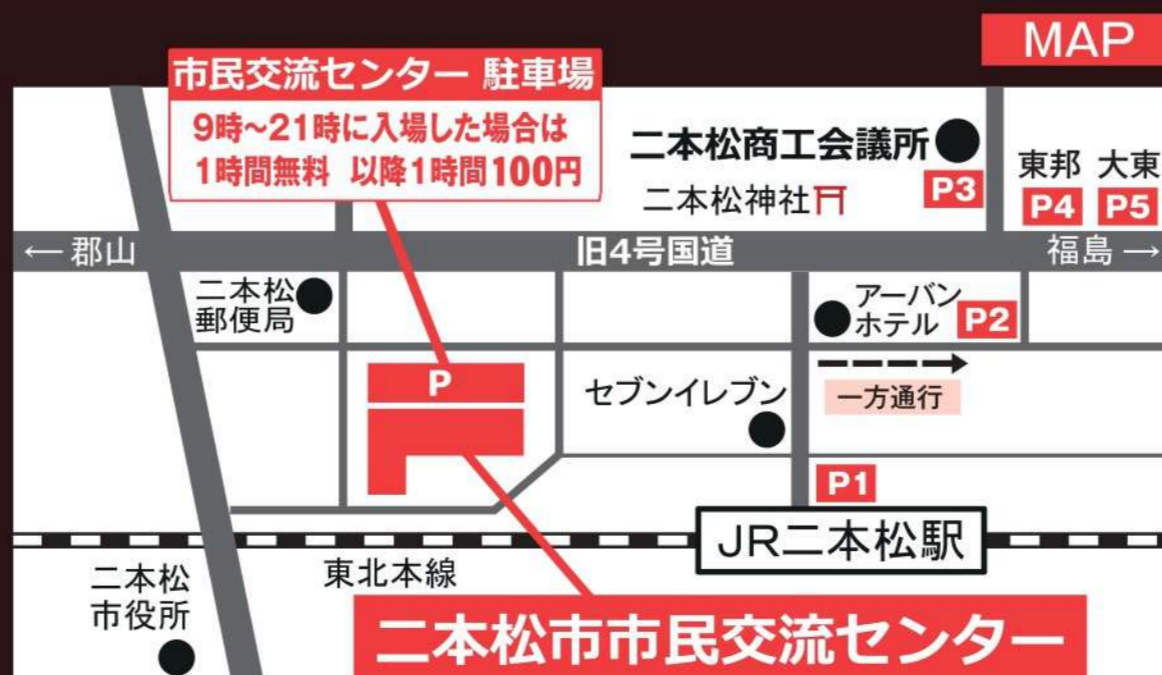 MAP
市民交流センター 駐車場
9時〜21時に入場した場合は
1時間無料 以降1時間100円
二本松商工会議所
P3
二本松神社
東邦 大東
P4 P5
← 郡山
旧4号国道
福島 →
二本松
郵便局
アーバン
ホテル P2
P
セブンイレブン
一方通行
P1
JR二本松駅
東北本線
二本松
市役所
二本松市市民交流センター